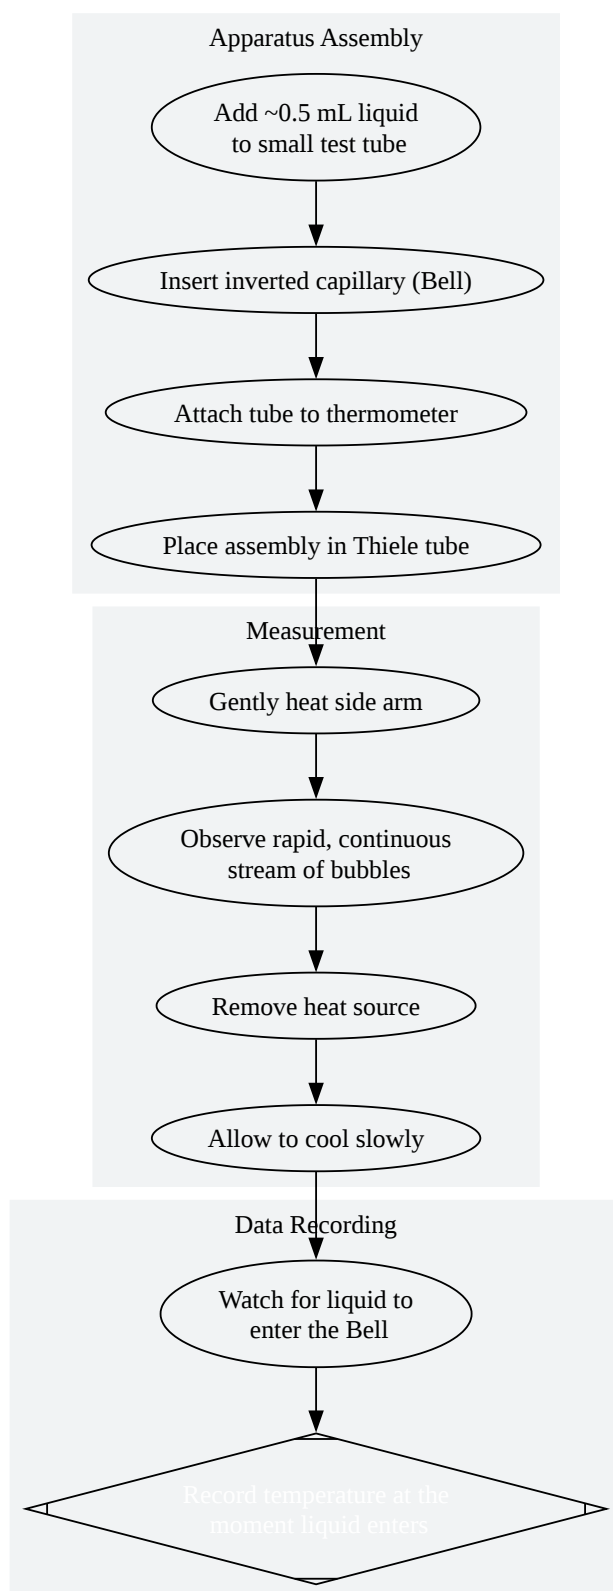 Apparatus Assembly
Add ~0.5 mL liquid
to small test tube
Insert inverted capillary (Bell)
Attach tube to thermometer
Place assembly in Thiele tube
Measurement
Gently heat side arm
Observe rapid, continuous
stream of bubbles
Remove heat source
Allow to cool slowly
Data Recording
Watch for liquid to
enter the Bell
Record temperature at the
moment liquid enters